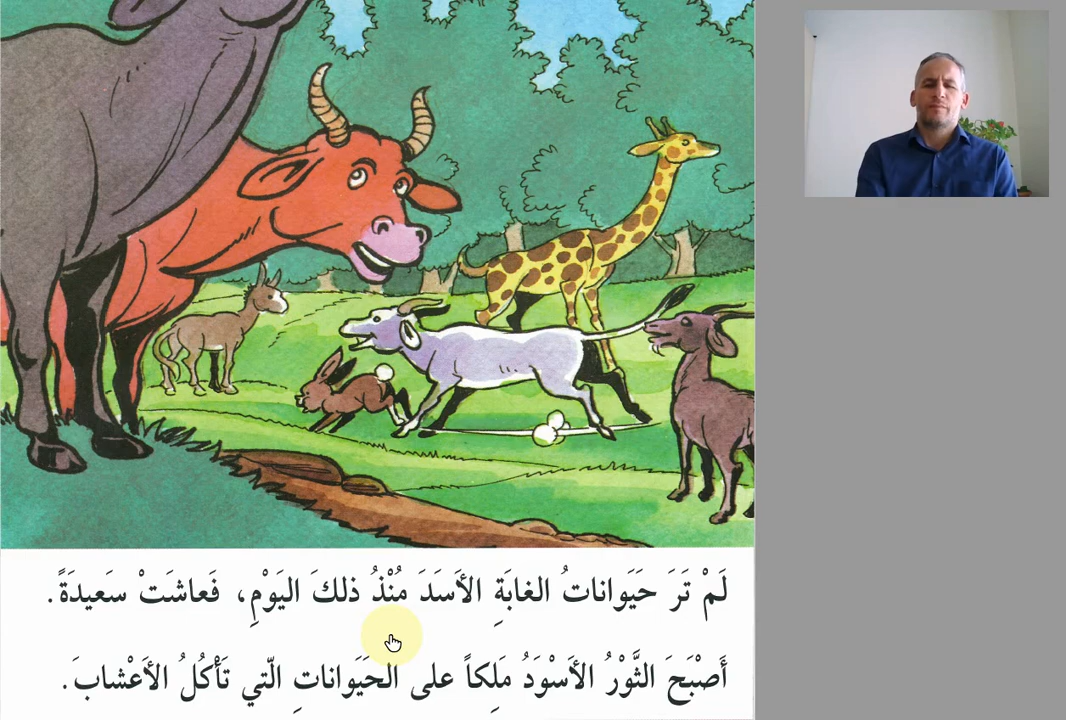 لَمْ تَرَ حَيَواناتُ الغابَةِ الأَسَدَ مُنْذُ ذلكَ اليَوْمِ، فَعاشَتْ سَعيدَةً.
أَصْبَحَ الثَّوْرُ الأَسْوَدُ مَلِكاً على الحَيَواناتِ الّتي تَأْكُلُ الأَعْشابَ.